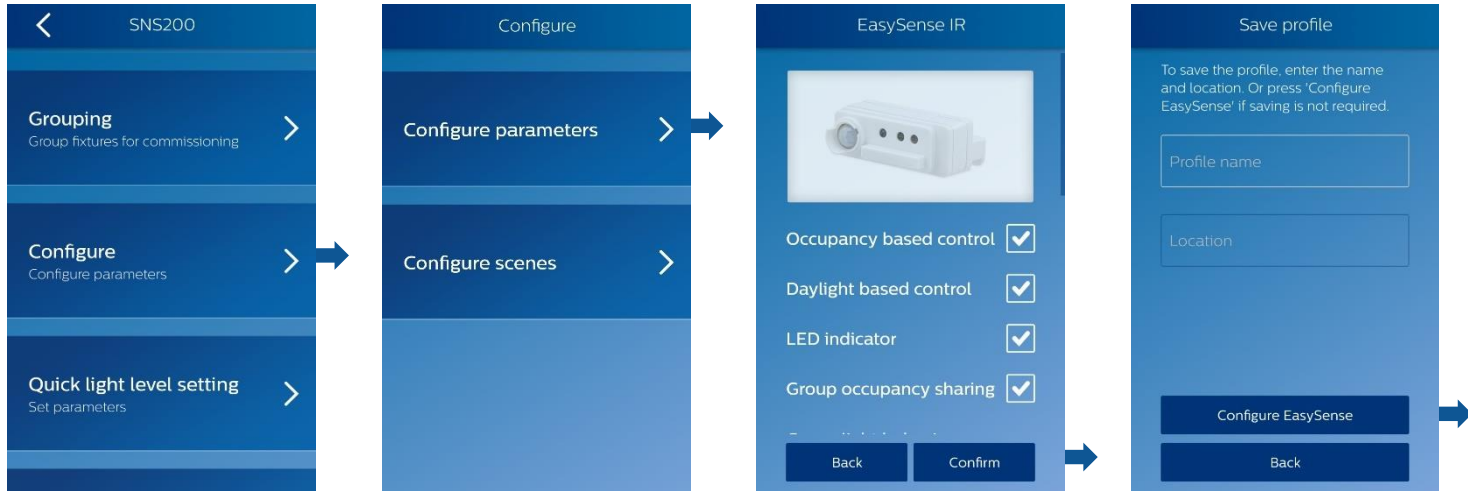 SNS200
Grouping
Group fixtures for commissioning
Configure
Configure parameters
Quick light level setting
Set parameters
Configure
Configure parameters
Configure scenes
EasySense IR
Occupancy based control
Daylight based control
LED indicator
Group occupancy sharing
Back
Confirm
Save profile
To save the profile, enter the name
and location. Or press 'Configure
EasySense' if saving is not required.
Profile name
Location
Configure EasySense
Back